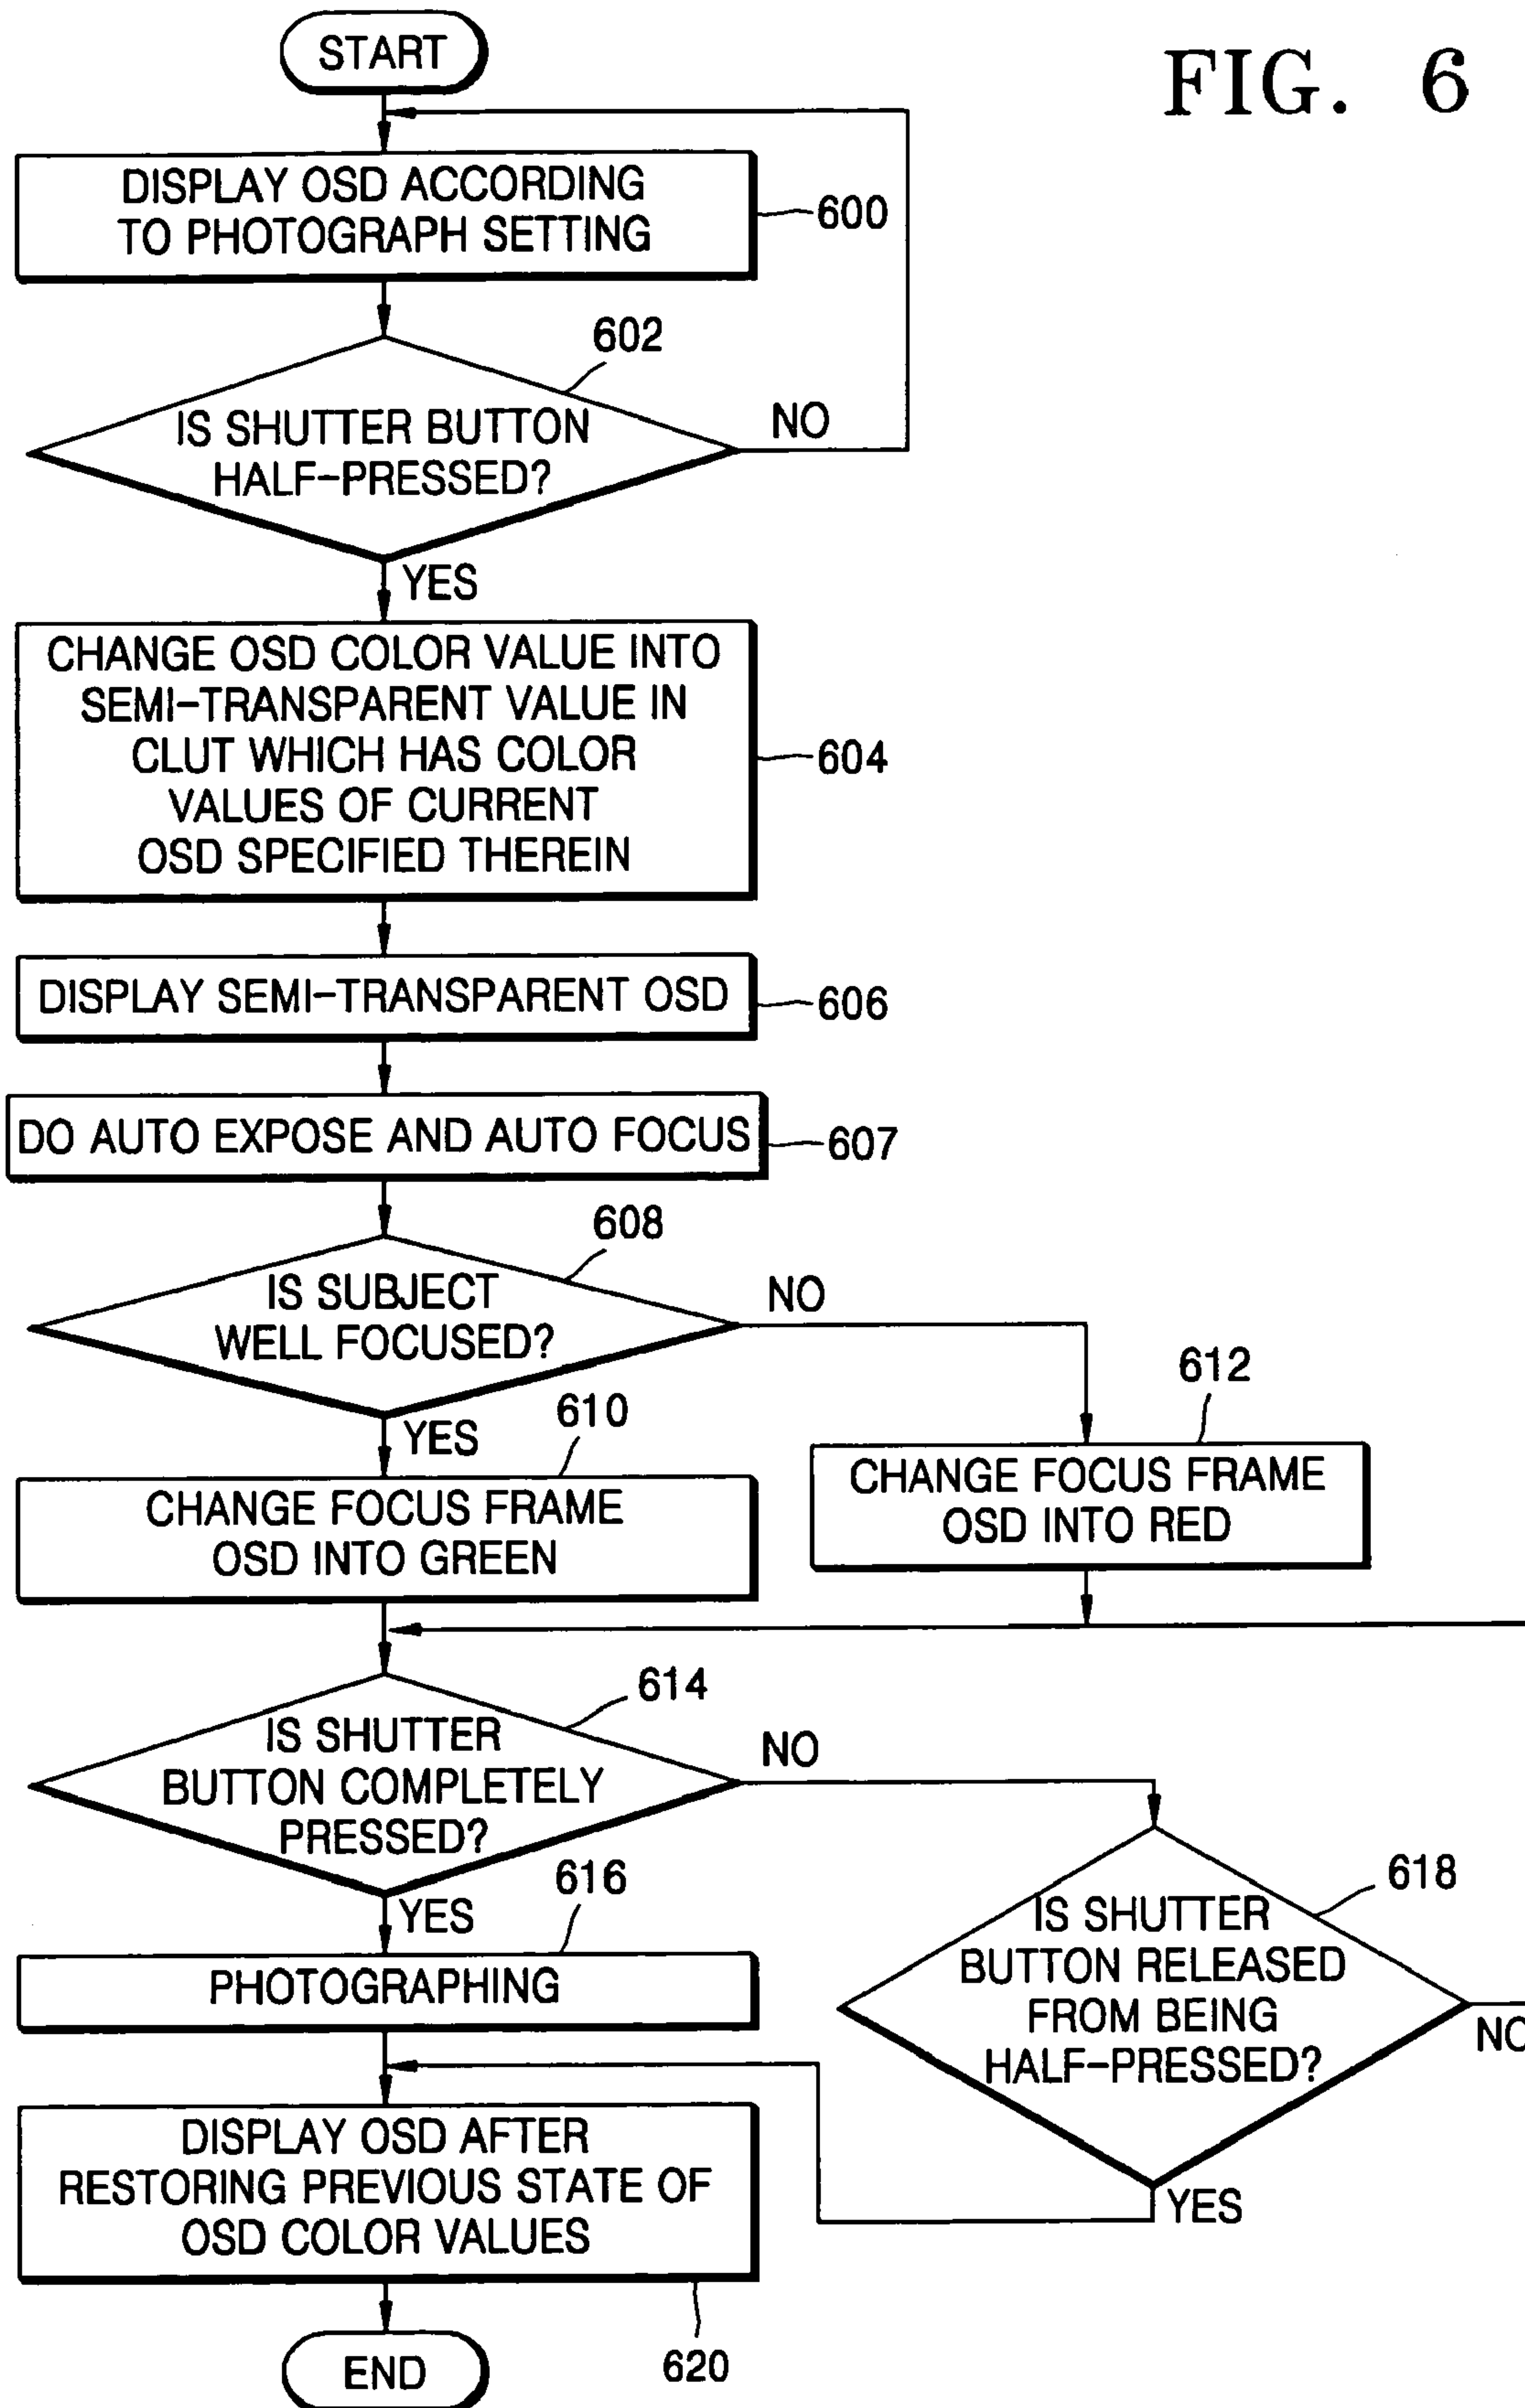 FIG. 6
START
DISPLAY OSD ACCORDING
TO PHOTOGRAPH SETTING
600
602
IS SHUTTER BUTTON
HALF-PRESSED?
NO
YES
CHANGE OSD COLOR VALUE INTO
SEMI-TRANSPARENT VALUE IN
CLUT WHICH HAS COLOR
VALUES OF CURRENT
OSD SPECIFIED THEREIN
604
DISPLAY SEMI-TRANSPARENT OSD
606
DO AUTO EXPOSE AND AUTO FOCUS
607
608
IS SUBJECT
WELL FOCUSED?
NO
YES
610
CHANGE FOCUS FRAME
OSD INTO GREEN
612
CHANGE FOCUS FRAME
OSD INTO RED
614
IS SHUTTER
BUTTON COMPLETELY
PRESSED?
NO
YES
616
PHOTOGRAPHING
618
IS SHUTTER
BUTTON RELEASED
FROM BEING
HALF-PRESSED?
NO
YES
DISPLAY OSD AFTER
RESTORING PREVIOUS STATE OF
OSD COLOR VALUES
620
END